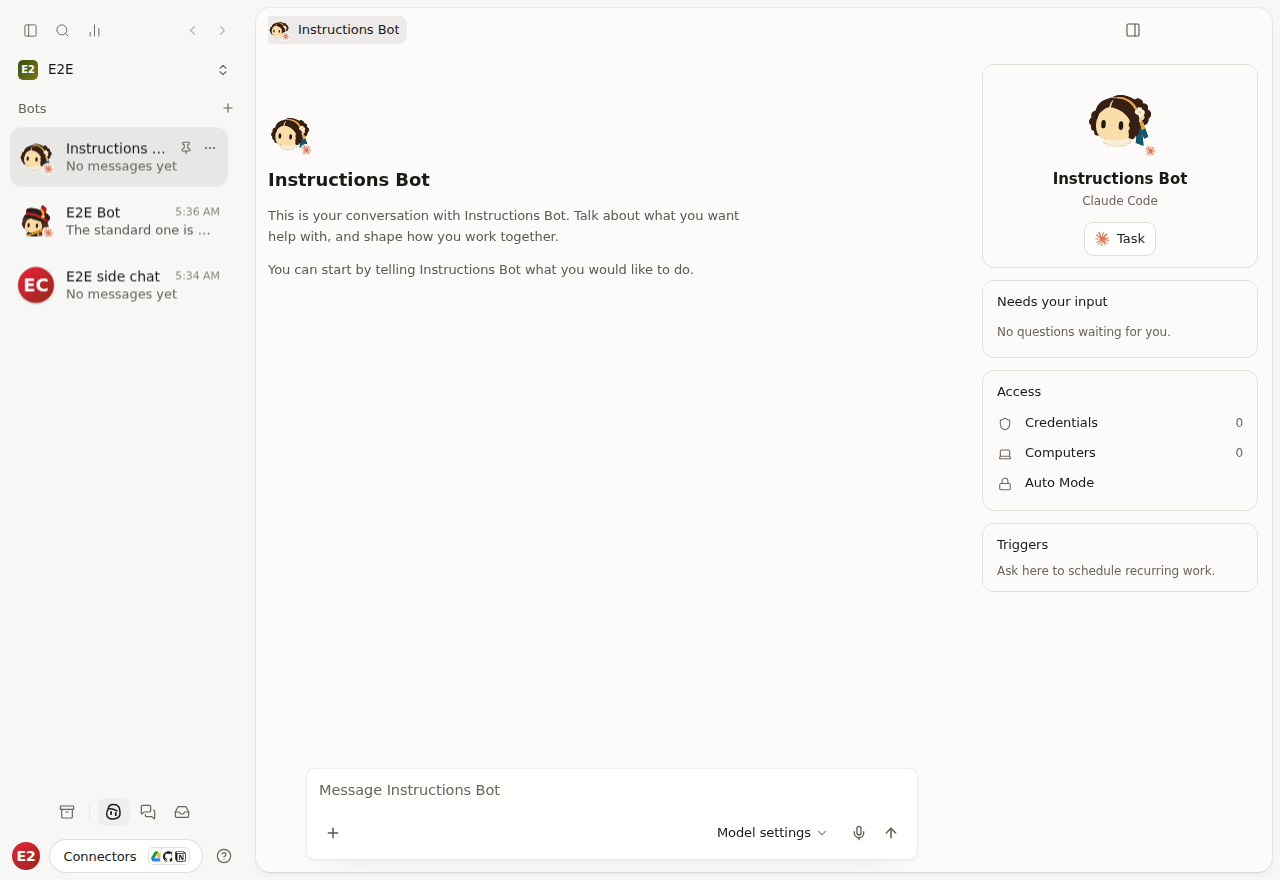 Instructions Bot
E2 E2E
Bots
Instructions ...
No messages yet
E2E Bot 5:36 AM
The standard one is ...
EC E2E side chat 5:34 AM
No messages yet
E2 Connectors
Instructions Bot
This is your conversation with Instructions Bot. Talk about what you want
help with, and shape how you work together.
You can start by telling Instructions Bot what you would like to do.
Message Instructions Bot
Model settings
Instructions Bot
Claude Code
Task
Needs your input
No questions waiting for you.
Access
Credentials 0
Computers 0
Auto Mode
Triggers
Ask here to schedule recurring work.